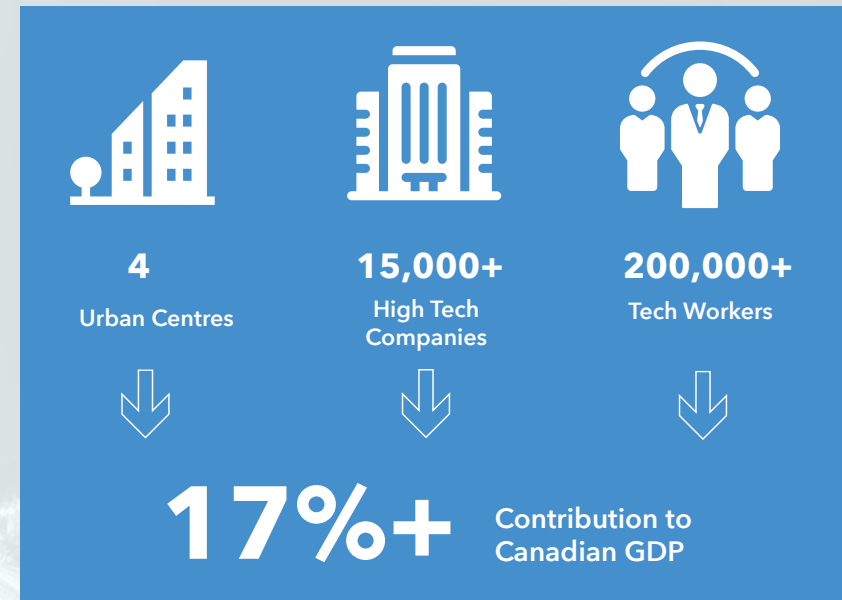 4
Urban Centres
15,000+
High Tech
Companies
200,000+
Tech Workers
17%+
Contribution to
Canadian GDP